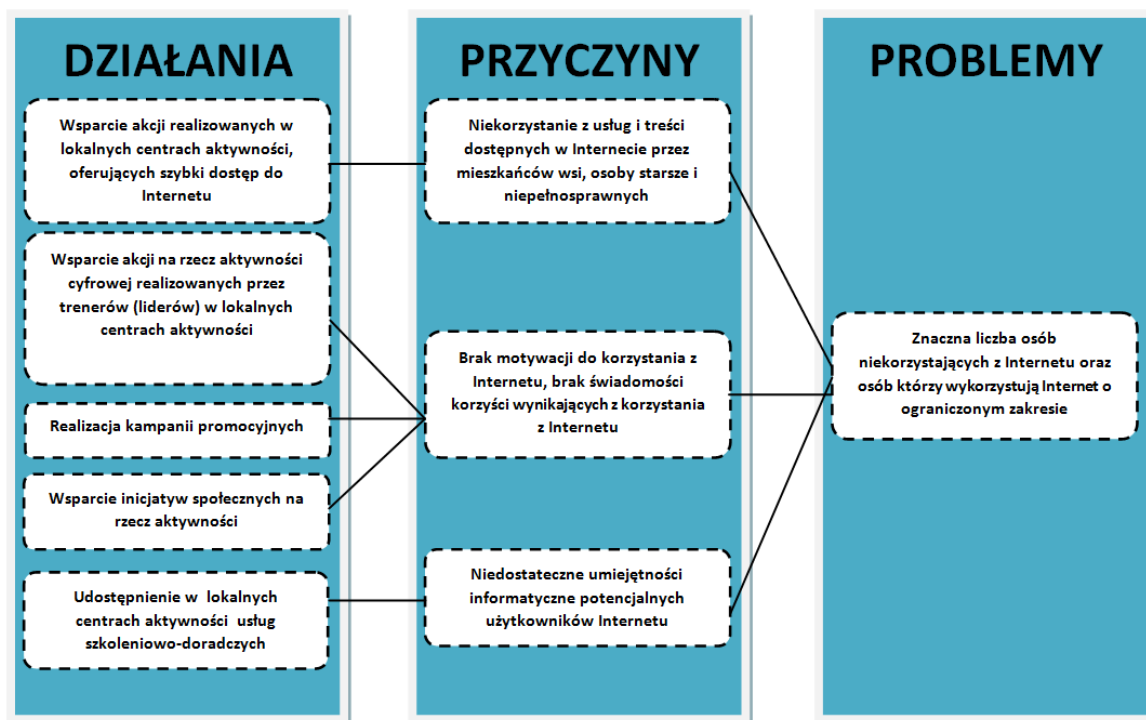 DZIAŁANIA
Wsparcie akcji realizowanych w
lokalnych centrach aktywności,
oferujących szybki dostęp do
Internetu
Wsparcie akcji na rzecz aktywności
cyfrowej realizowanych przez
trenerów (liderów) w lokalnych
centrach aktywności
Realizacja kampanii promocyjnych
Wsparcie inicjatyw społecznych na
rzecz aktywności
Udostępnienie w lokalnych
centrach aktywności usług
szkoleniowo-doradczych
PRZYCZYNY
Niekorzystanie z usług i treści
dostępnych w Internecie przez
mieszkańców wsi, osoby starsze i
niepełnosprawnych
Brak motywacji do korzystania z
Internetu, brak świadomości
korzyści wynikających z korzystania
z Internetu
Niedostateczne umiejętności
informatyczne potencjalnych
użytkowników Internetu
PROBLEMY
Znaczna liczba osób
niekorzystających z Internetu oraz
osób którzy wykorzystują Internet o
ograniczonym zakresie